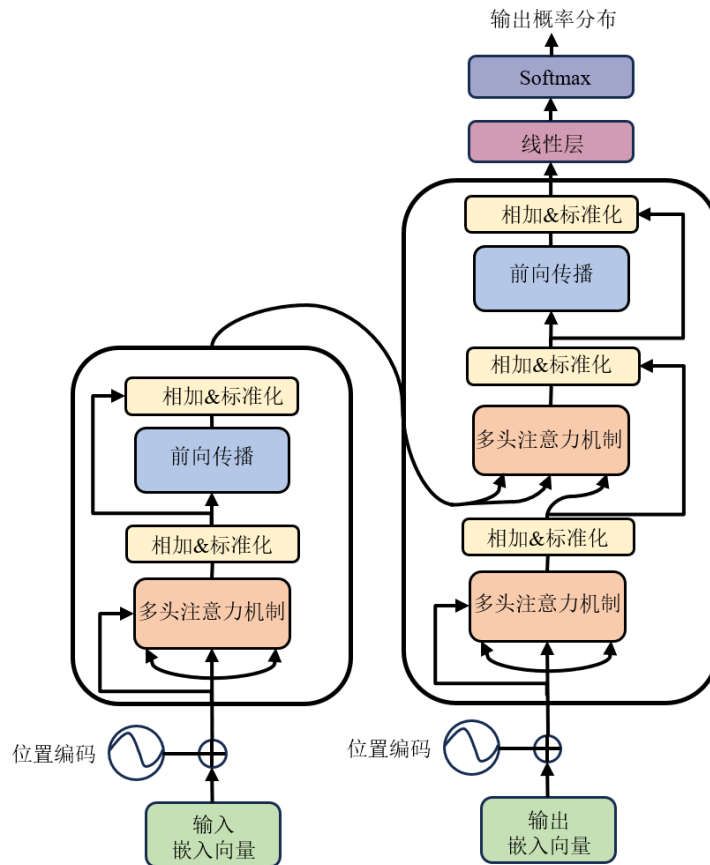 输出概率分布
Softmax
线性层
相加&标准化
前向传播
相加&标准化
多头注意力机制
相加&标准化
多头注意力机制
位置编码
输出
嵌入向量
相加&标准化
前向传播
相加&标准化
多头注意力机制
位置编码
输入
嵌入向量